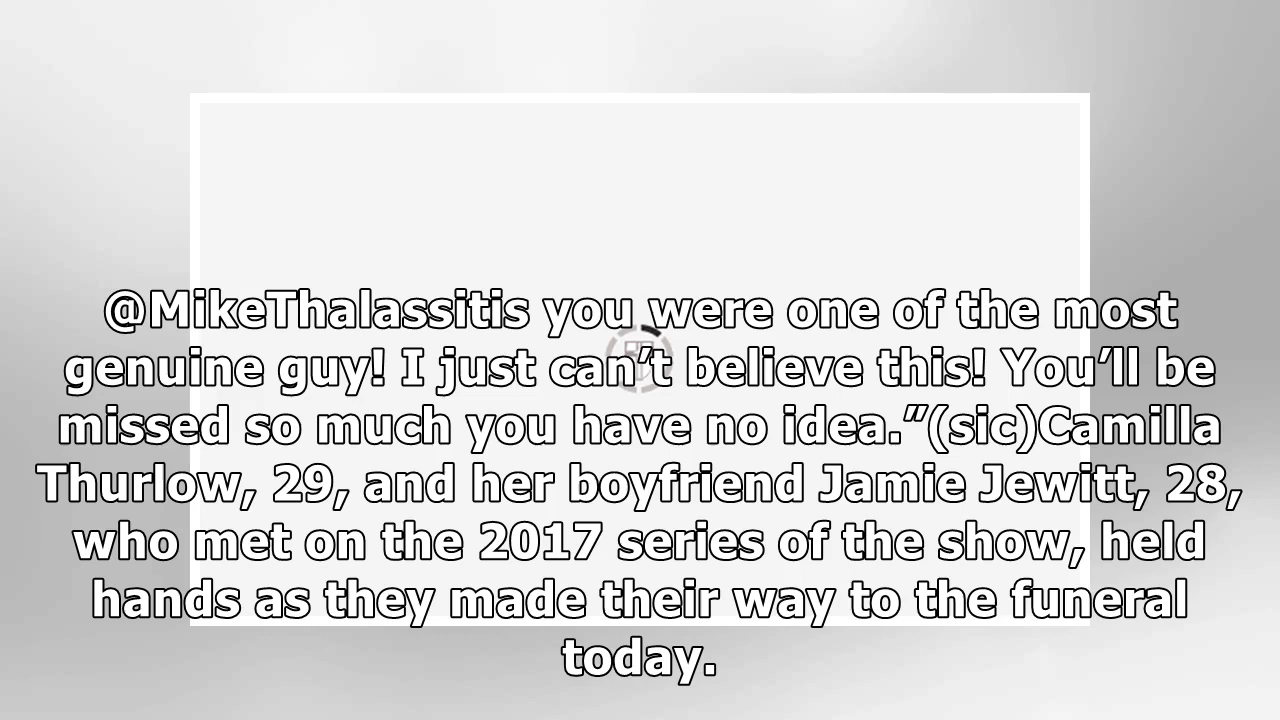 @MikeThalassitis you were one of the most
genuine guy! I just can’t believe this! You’ll be
missed so much you have no idea.”(sic)Camilla
Thurlow, 29, and her boyfriend Jamie Jewitt, 28,
who met on the 2017 series of the show, held
hands as they made their way to the funeral
today.